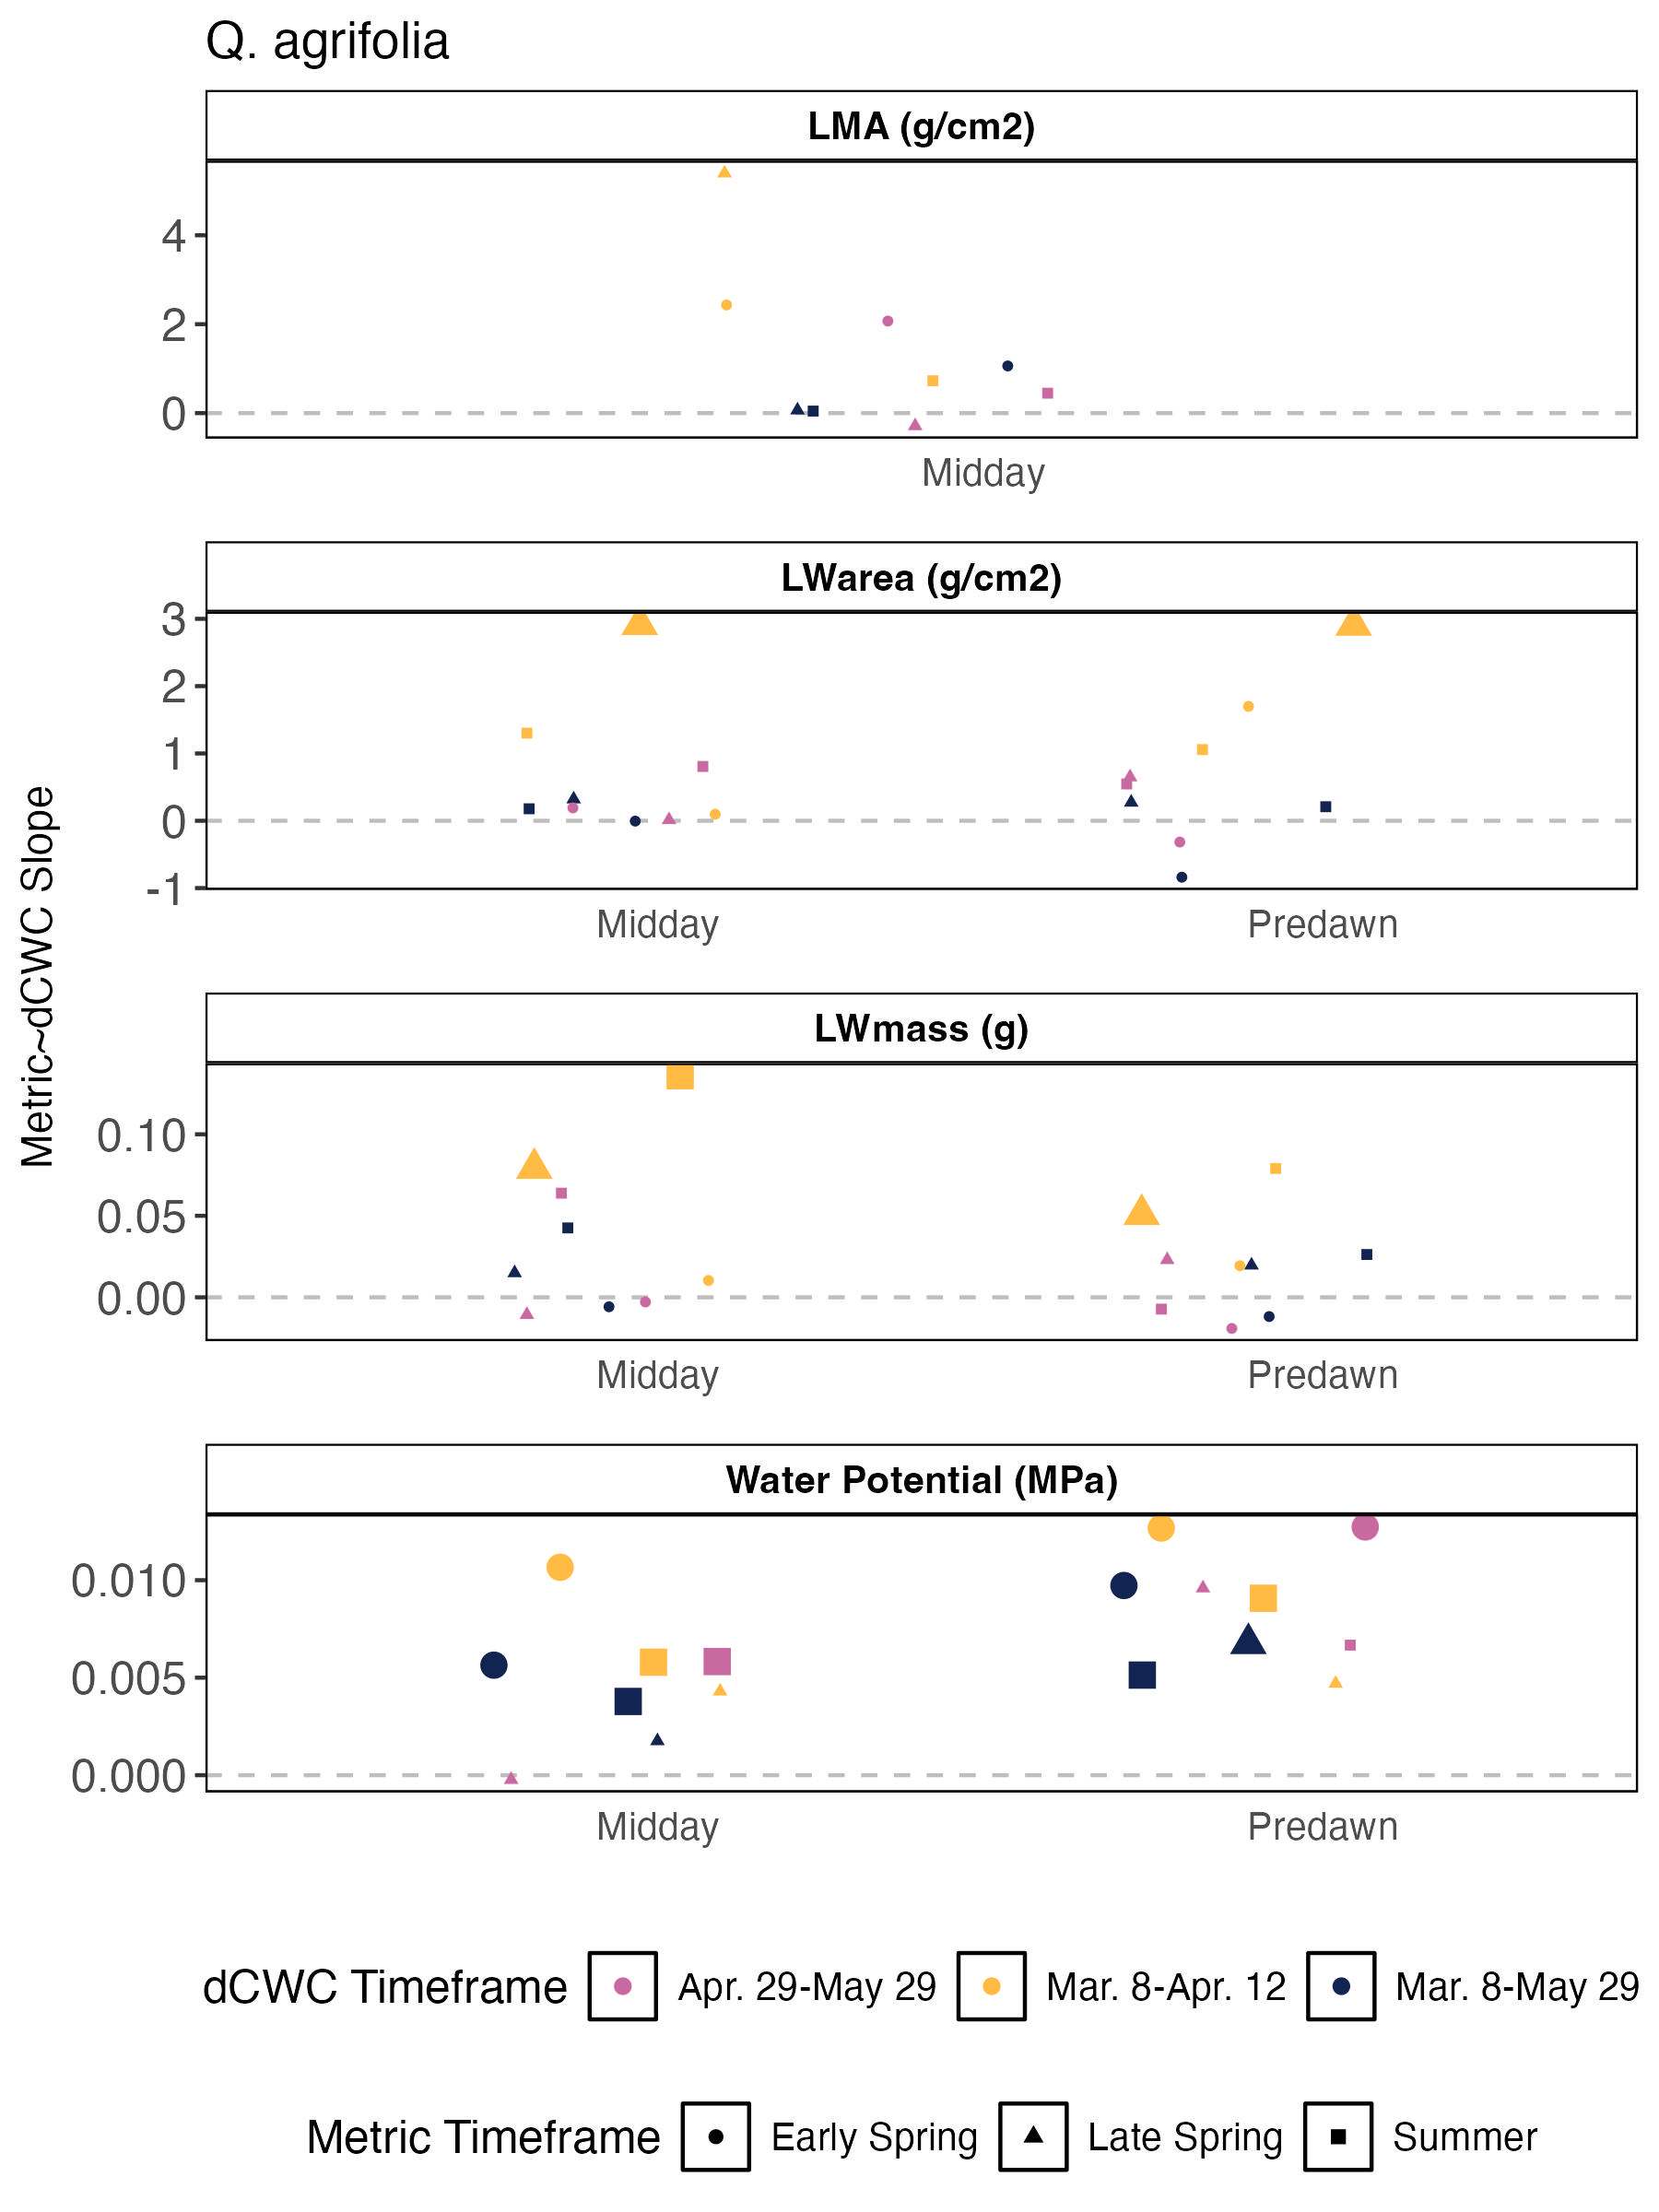 Q. agrifolia
LMA (g/cm2)
4
2
0
Midday
LWarea (g/cm2)
3
2
1
0
-1
Midday Predawn
Metric~dCWC Slope
LWmass (g)
0.10
0.05
0.00
Midday Predawn
Water Potential (MPa)
0.010
0.005
0.000
Midday Predawn
dCWC Timeframe Apr. 29-May 29 Mar. 8-Apr. 12 Mar. 8-May 29
Metric Timeframe Early Spring Late Spring Summer